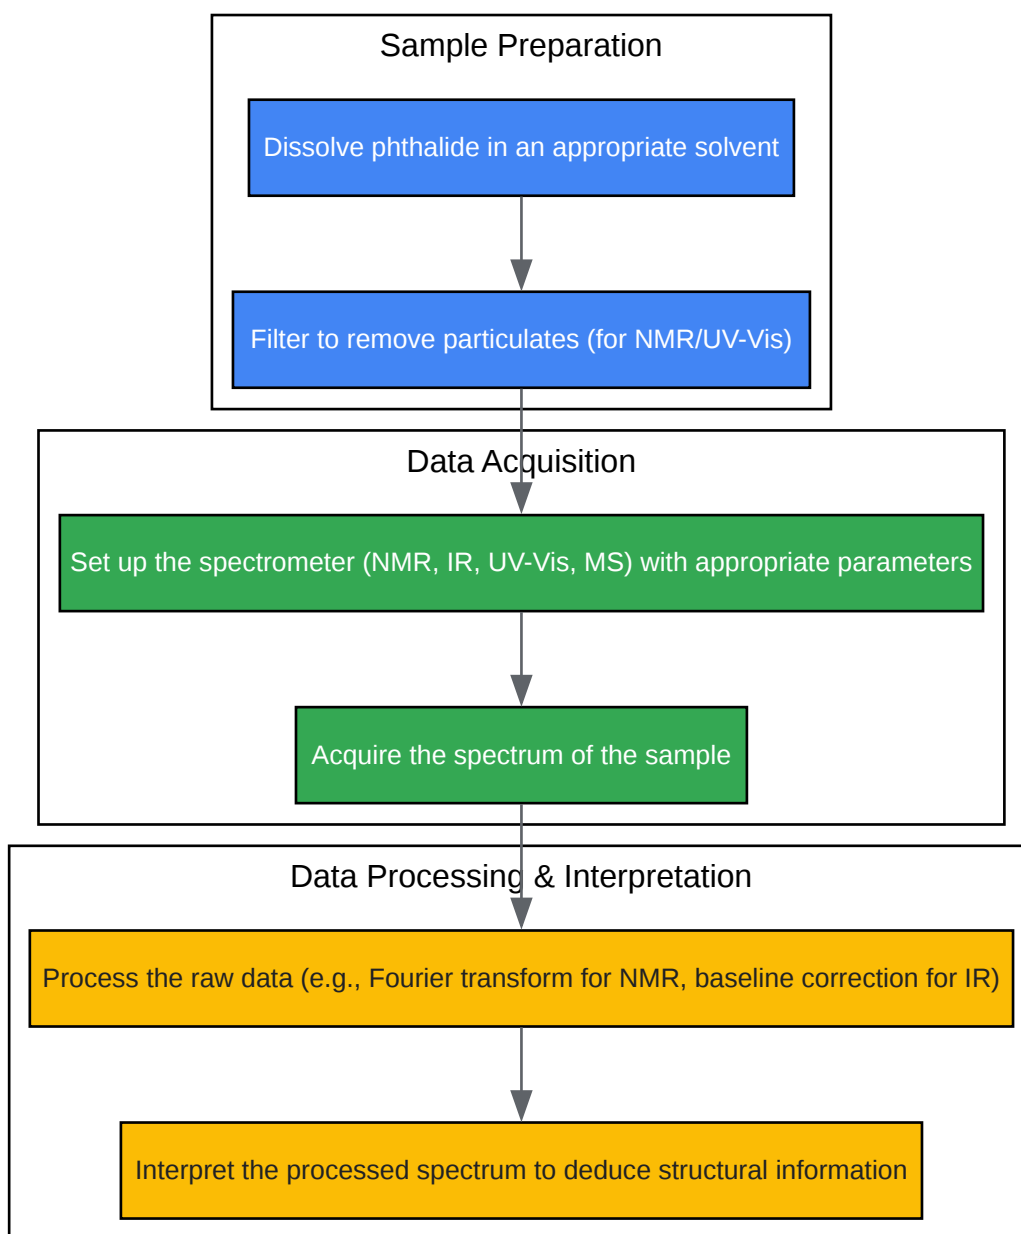 Sample Preparation
Dissolve phthalide in an appropriate solvent
Filter to remove particulates (for NMR/UV-Vis)
Data Acquisition
Set up the spectrometer (NMR, IR, UV-Vis, MS) with appropriate parameters
Acquire the spectrum of the sample
Data Processing & Interpretation
Process the raw data (e.g., Fourier transform for NMR, baseline correction for IR)
Interpret the processed spectrum to deduce structural information